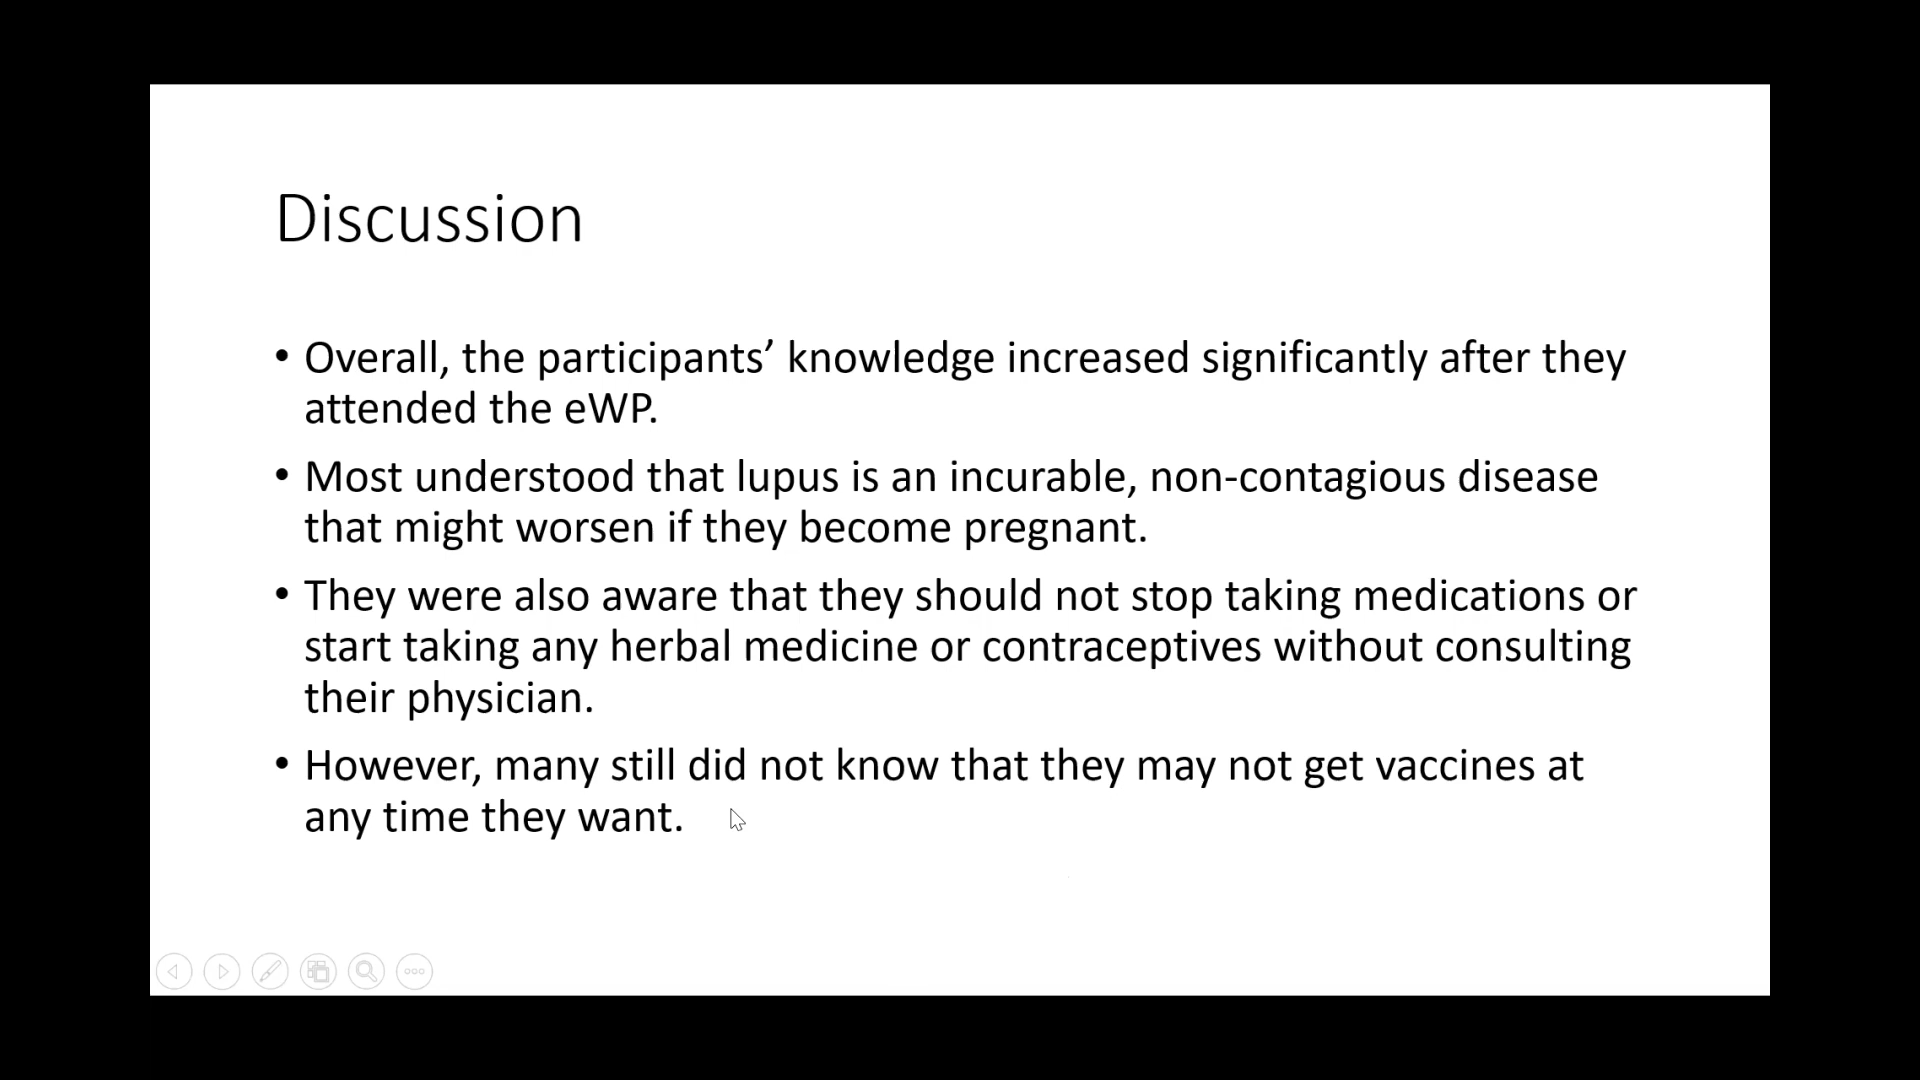 Discussion
• Overall, the participants’ knowledge increased significantly after they
attended the eWP.
• Most understood that lupus is an incurable, non-contagious disease
that might worsen if they become pregnant.
• They were also aware that they should not stop taking medications or
start taking any herbal medicine or contraceptives without consulting
their physician.
• However, many still did not know that they may not get vaccines at
any time they want.